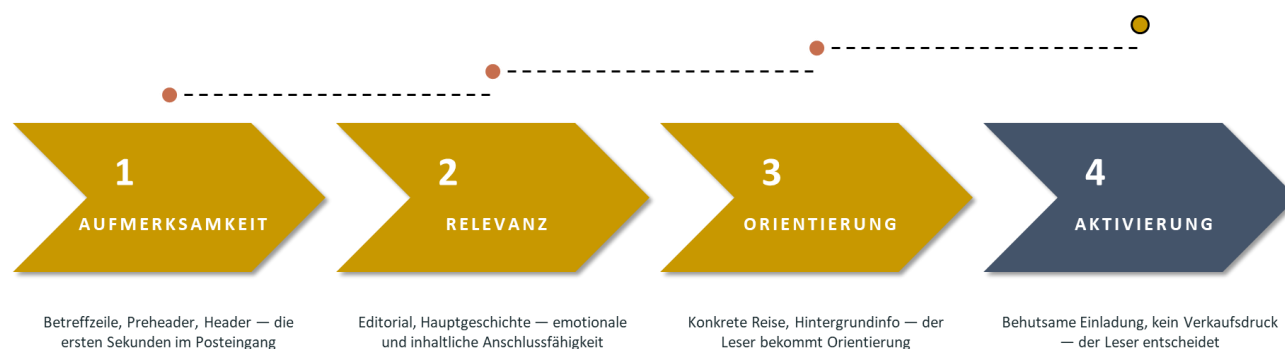 1
AUFMERKSAMKEIT
2
RELEVANZ
3
ORIENTIERUNG
4
AKTIVIERUNG
Betreffzeile, Preheader, Header — die
ersten Sekunden im Posteingang
Editorial, Hauptgeschichte — emotionale
und inhaltliche Anschlussfähigkeit
Konkrete Reise, Hintergrundinfo — der
Leser bekommt Orientierung
Behutsame Einladung, kein Verkaufsdruck
— der Leser entscheidet